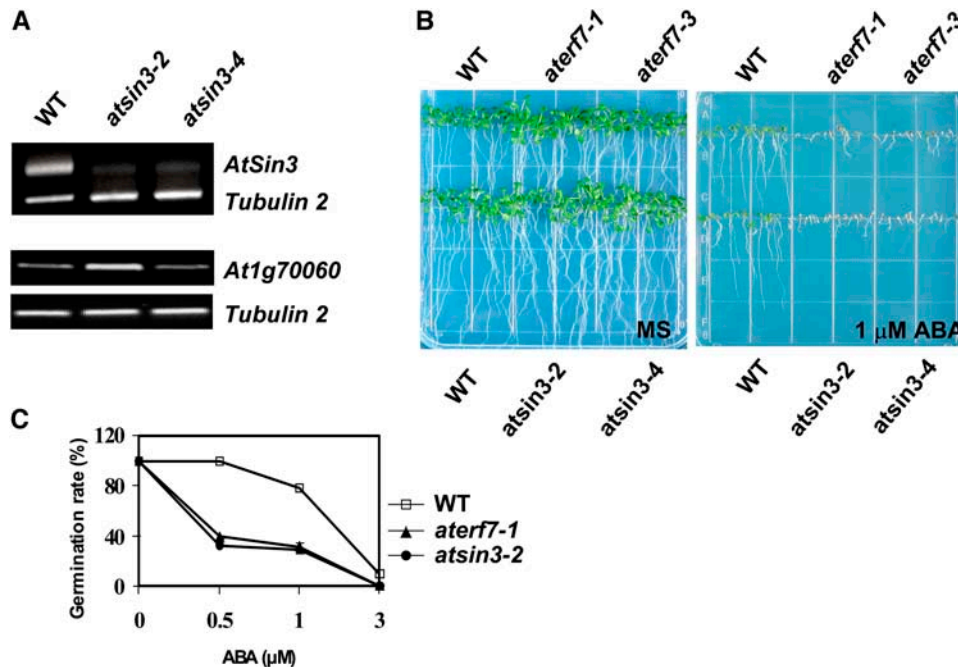 A
WT
atsin3-2
atsin3-4
AtSin3
Tubulin 2
At1g70060
Tubulin 2
B
WT
aterf7-1
aterf7-3
WT
aterf7-1
aterf7-3
MS
1 µM ABA
WT
atsin3-2
atsin3-4
WT
atsin3-2
atsin3-4
C
Germination rate (%)
120
80
40
0
0
0.5
1
3
ABA (µM)
WT
aterf7-1
atsin3-2